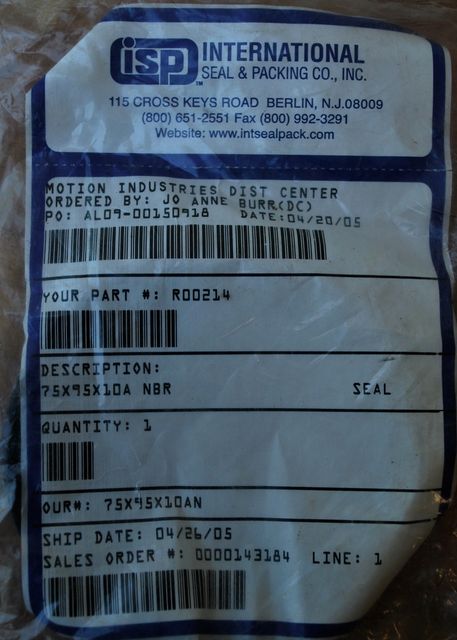 isp INTERNATIONAL
SEAL & PACKING CO., INC.
115 CROSS KEYS ROAD BERLIN, N.J.08009
(800) 651-2551 Fax (800) 992-3291
Website: www.intsealpack.com
MOTION INDUSTRIES DIST CENTER
ORDERED BY: JO ANNE BURR(DC)
PO: AL09-00150918 DATE:04/20/05
YOUR PART #: R00214
DESCRIPTION:
75X95X10A NBR SEAL
QUANTITY: 1
OUR#: 75X95X10AN
SHIP DATE: 04/26/05
SALES ORDER #: 0000143184 LINE: 1